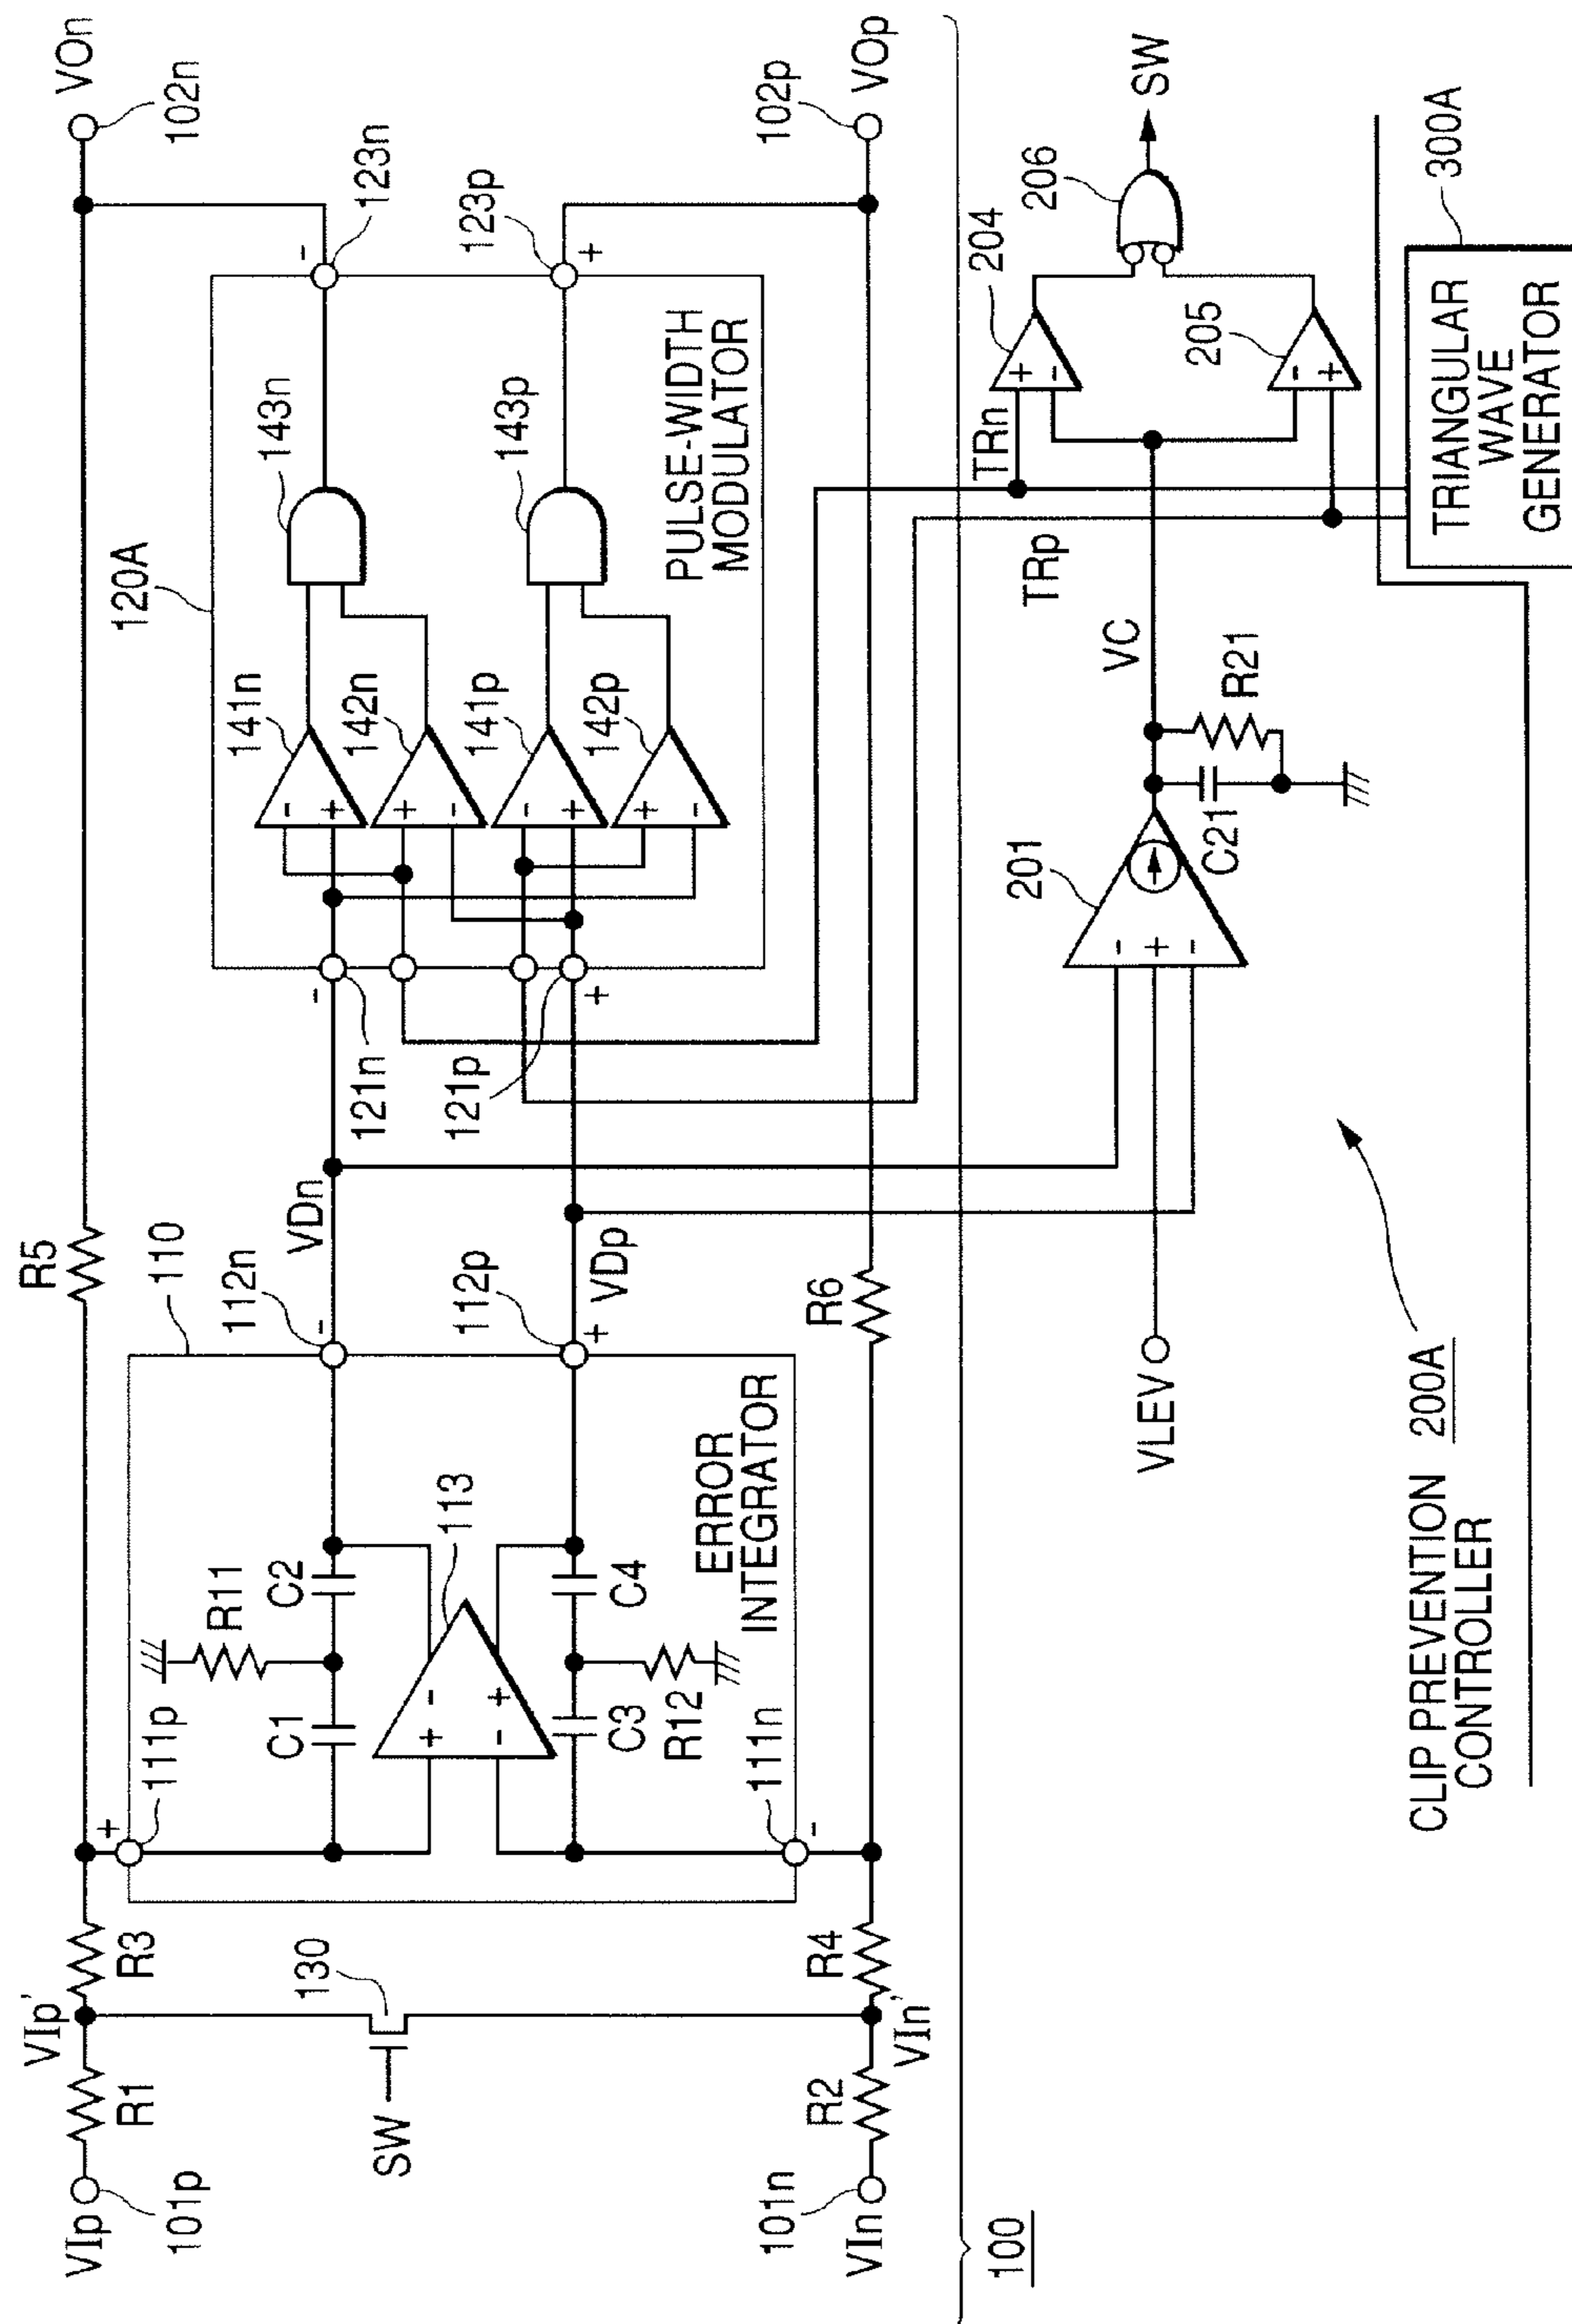 VIp
101p
R1
VIp'
R3
R5
VOn
102n
SW
130
VIn
101n
R2
VIn'
R4
R6
VOp
102p
110
111p
+
C1
R11
C2
112n
-
VDn
113
+
-
-
+
C3
R12
C4
112p
+
VDp
111n
-
ERROR
INTEGRATOR
120A
121n
-
121p
+
141n
-
+
142n
+
-
141p
-
+
142p
+
-
143n
143p
123n
-
123p
+
PULSE-WIDTH
MODULATOR
100
VLEV
201
-
+
-
C21
R21
VC
TRn
TRp
204
+
-
205
-
+
206
SW
CLIP PREVENTION
CONTROLLER
200A
300A
TRIANGULAR
WAVE
GENERATOR